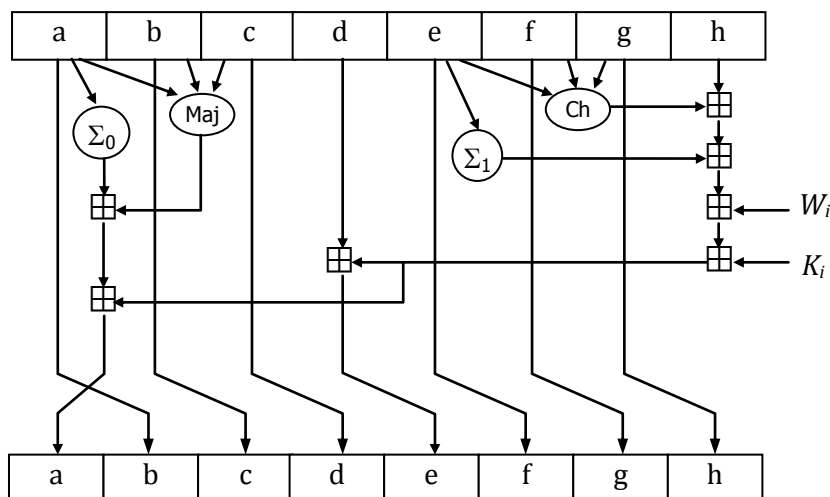 a b c d e f g h
Maj Ch
Σ₀
Σ₁
Wᵢ
Kᵢ
a b c d e f g h